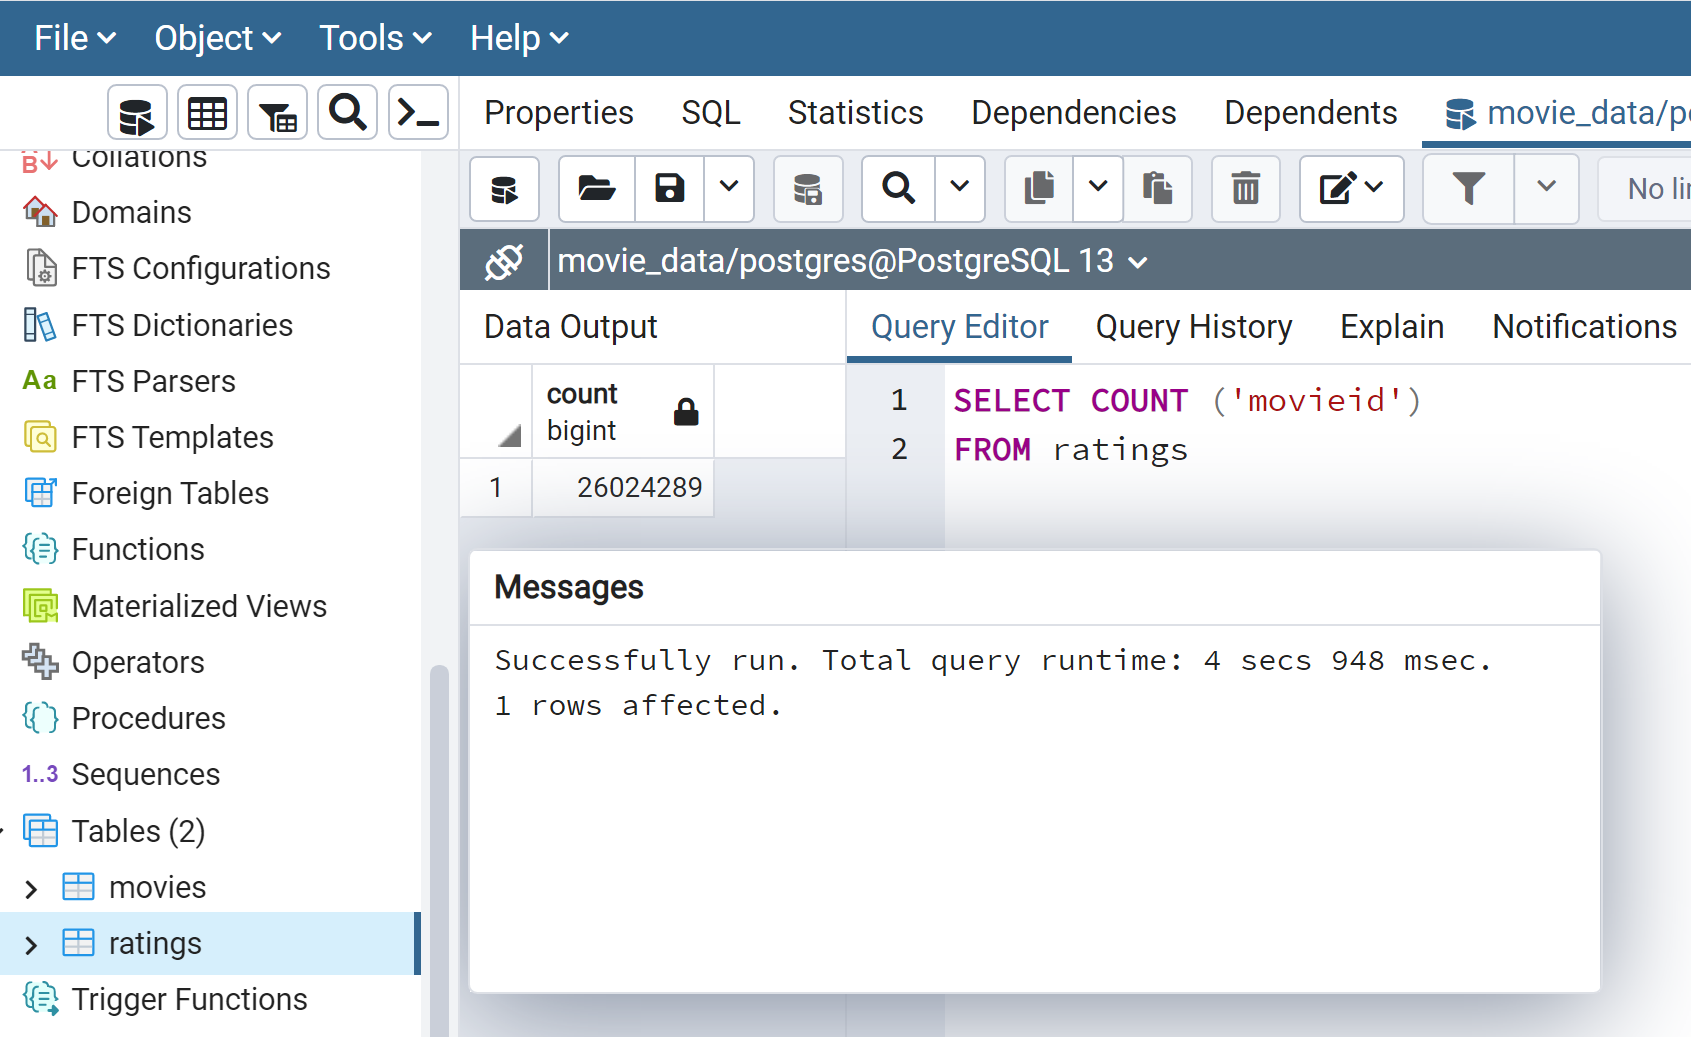 File Object Tools Help
Properties SQL Statistics Dependencies Dependents movie_data/p
Collations
Domains
FTS Configurations
FTS Dictionaries
Aa FTS Parsers
FTS Templates
Foreign Tables
Functions
Materialized Views
Operators
Procedures
1..3 Sequences
Tables (2)
movies
ratings
Trigger Functions
No li
movie_data/postgres@PostgreSQL 13
Data Output
Query Editor Query History Explain Notifications
count
bigint
1 26024289
1 SELECT COUNT ('movieid')
2 FROM ratings
Messages
Successfully run. Total query runtime: 4 secs 948 msec.
1 rows affected.